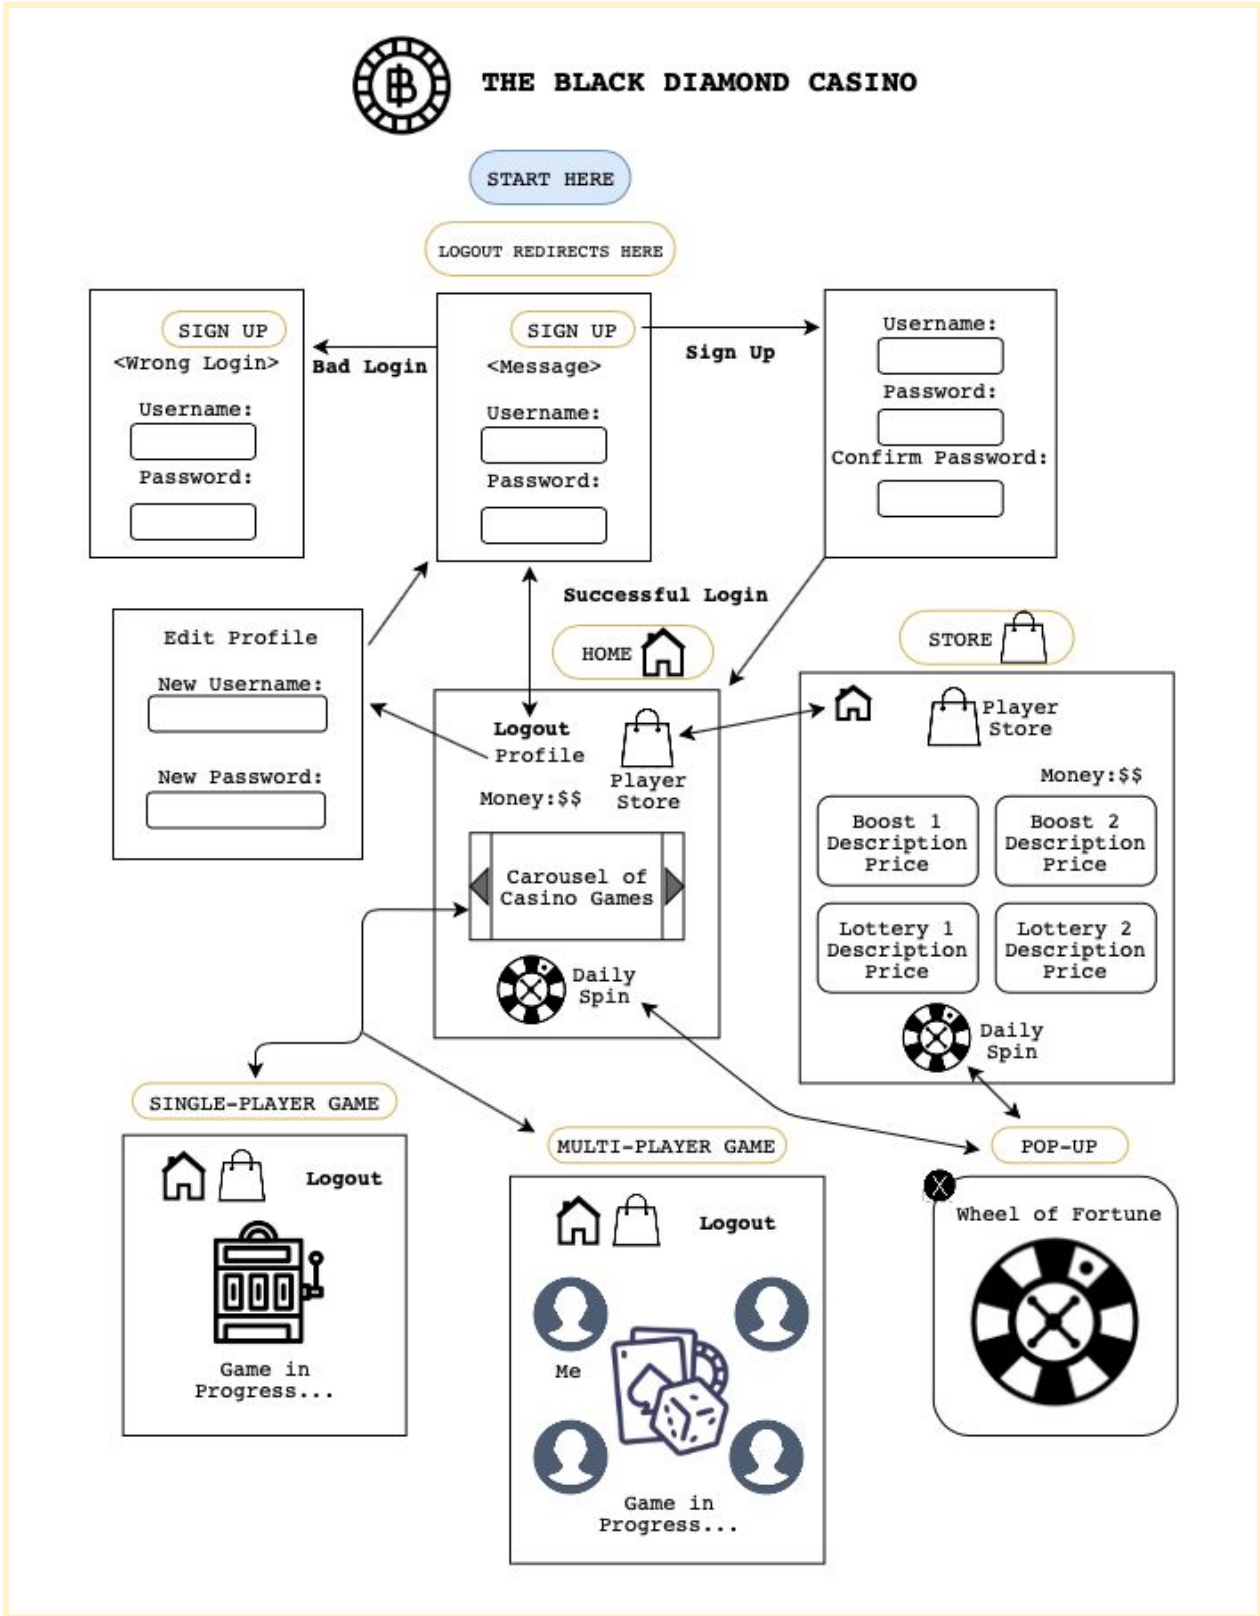 THE BLACK DIAMOND CASINO
START HERE
LOGOUT REDIRECTS HERE
SIGN UP
<Wrong Login>
Username:
Password:
Bad Login
SIGN UP
<Message>
Username:
Password:
Sign Up
Username:
Password:
Confirm Password:
Successful Login
Edit Profile
New Username:
New Password:
HOME
Logout
Profile
Money:$$
Player
Store
Carousel of
Casino Games
Daily
Spin
STORE
Player
Store
Money:$$
Boost 1
Description
Price
Boost 2
Description
Price
Lottery 1
Description
Price
Lottery 2
Description
Price
Daily
Spin
SINGLE-PLAYER GAME
Logout
Game in
Progress...
MULTI-PLAYER GAME
Logout
Me
Game in
Progress...
POP-UP
X
Wheel of Fortune